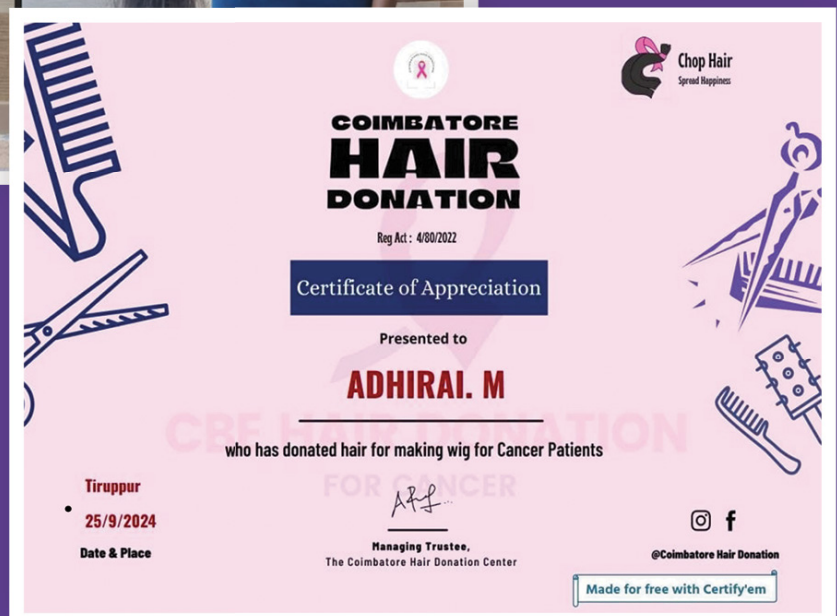 Chop Hair
Spread Happiness
COIMBATORE
HAIR
DONATION
Reg Act : 4/80/2022
Certificate of Appreciation
Presented to
ADHIRAI. M
CBE HAIR DONATION
who has donated hair for making wig for Cancer Patients
FOR CANCER
Tiruppur
25/9/2024
Date & Place
Managing Trustee,
The Coimbatore Hair Donation Center
@Coimbatore Hair Donation
Made for free with Certify'em